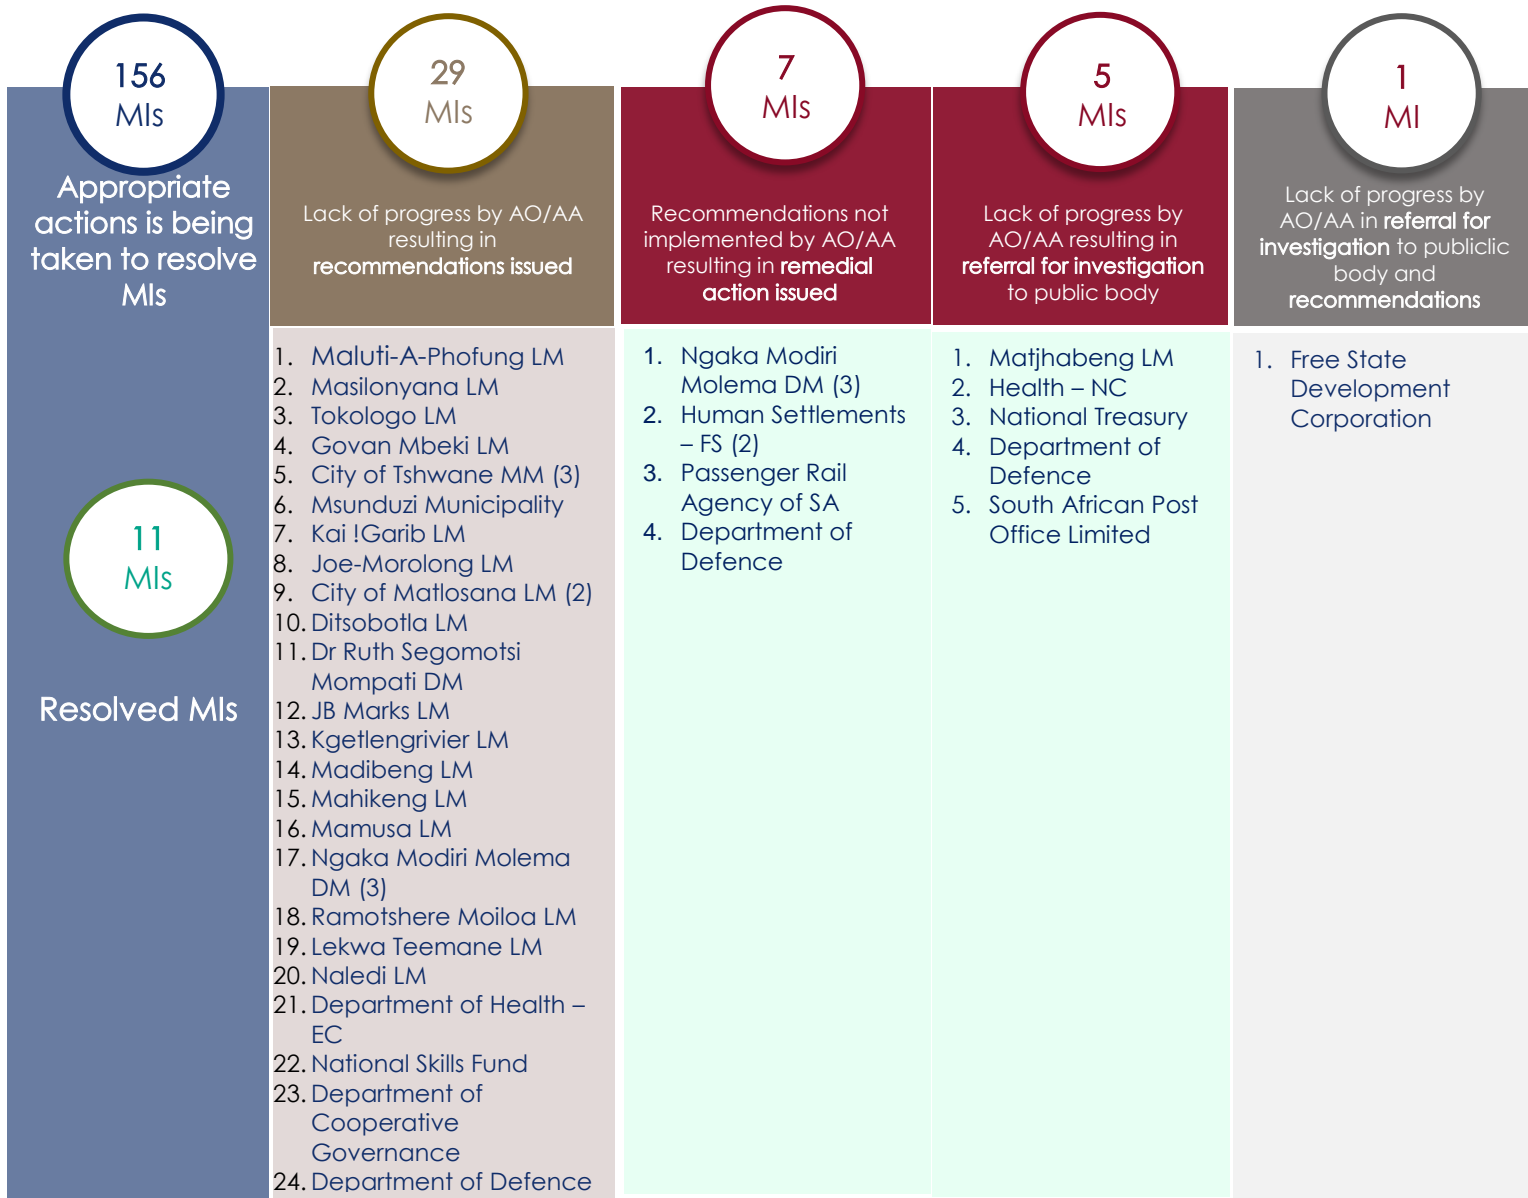 156
MIs
Appropriate
actions is being
taken to resolve
MIs
11
MIs
Resolved MIs
29
MIs
Lack of progress by AO/AA
resulting in
recommendations issued
1. Maluti-A-Phofung LM
2. Masilonyana LM
3. Tokologo LM
4. Govan Mbeki LM
5. City of Tshwane MM (3)
6. Msunduzi Municipality
7. Kai !Garib LM
8. Joe-Morolong LM
9. City of Matlosana LM (2)
10. Ditsobotla LM
11. Dr Ruth Segomotsi
Mompati DM
12. JB Marks LM
13. Kgetlengrivier LM
14. Madibeng LM
15. Mahikeng LM
16. Mamusa LM
17. Ngaka Modiri Molema
DM (3)
18. Ramotshere Moiloa LM
19. Lekwa Teemane LM
20. Naledi LM
21. Department of Health –
EC
22. National Skills Fund
23. Department of
Cooperative
Governance
24. Department of Defence
7
MIs
Recommendations not
implemented by AO/AA
resulting in remedial
action issued
1. Ngaka Modiri
Molema DM (3)
2. Human Settlements
– FS (2)
3. Passenger Rail
Agency of SA
4. Department of
Defence
5
MIs
Lack of progress by
AO/AA resulting in
referral for investigation
to public body
1. Matjhabeng LM
2. Health – NC
3. National Treasury
4. Department of
Defence
5. South African Post
Office Limited
1
MI
Lack of progress by
AO/AA in referral for
investigation to publiclic
body and
recommendations
1. Free State
Development
Corporation